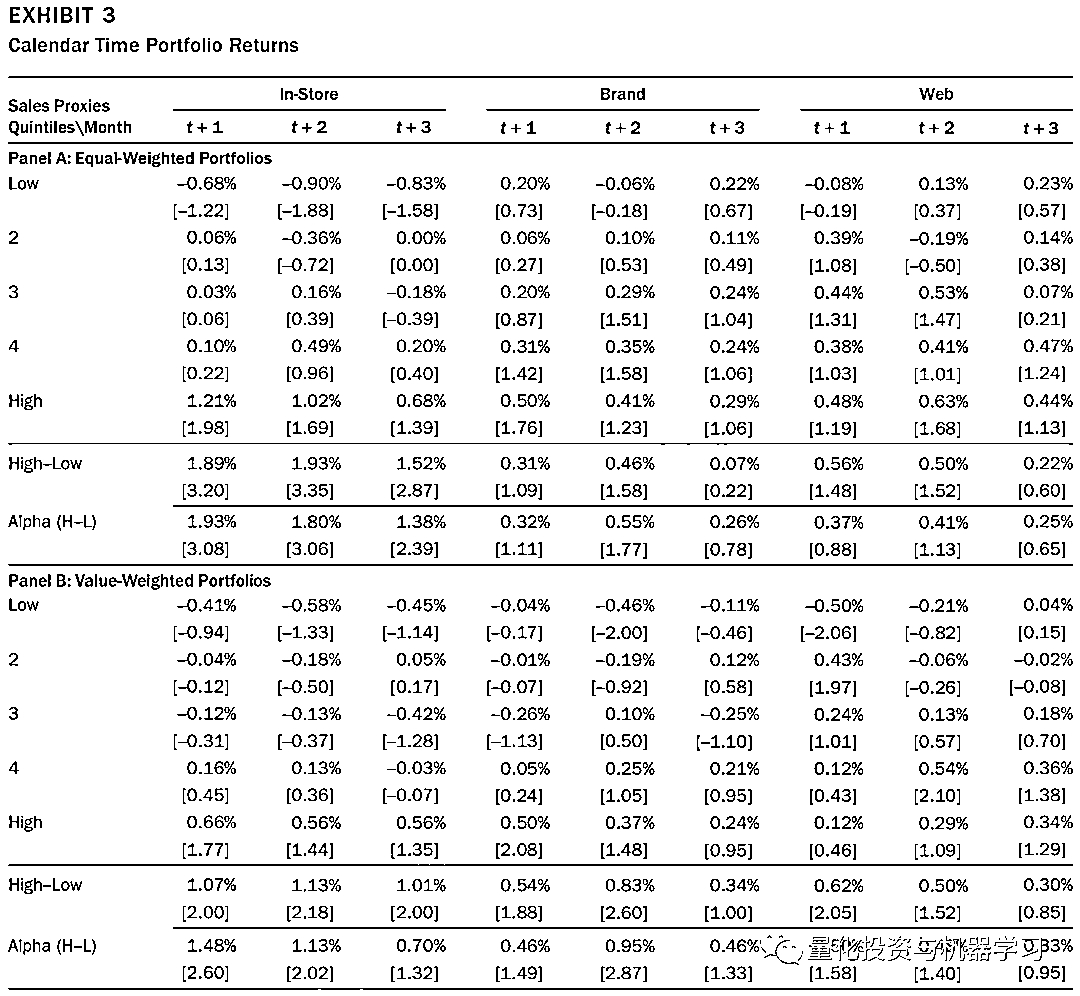 EXHIBIT 3
Calendar Time Portfolio Returns
Sales Proxies In-Store Brand Web
Quintiles\Month t + 1 t + 2 t + 3 t + 1 t + 2 t + 3 t + 1 t + 2 t + 3
Panel A: Equal-Weighted Portfolios
Low –0.68% –0.90% –0.83% 0.20% –0.06% 0.22% –0.08% 0.13% 0.23%
[–1.22] [–1.88] [–1.58] [0.73] [–0.18] [0.67] [–0.19] [0.37] [0.57]
2 0.06% –0.36% 0.00% 0.06% 0.10% 0.11% 0.39% –0.19% 0.14%
[0.13] [–0.72] [0.00] [0.27] [0.53] [0.49] [1.08] [–0.50] [0.38]
3 0.03% 0.16% –0.18% 0.20% 0.29% 0.24% 0.44% 0.53% 0.07%
[0.06] [0.39] [–0.39] [0.87] [1.51] [1.04] [1.31] [1.47] [0.21]
4 0.10% 0.49% 0.20% 0.31% 0.35% 0.24% 0.38% 0.41% 0.47%
[0.22] [0.96] [0.40] [1.42] [1.58] [1.06] [1.03] [1.01] [1.24]
High 1.21% 1.02% 0.68% 0.50% 0.41% 0.29% 0.48% 0.63% 0.44%
[1.98] [1.69] [1.39] [1.76] [1.23] [1.06] [1.19] [1.68] [1.13]
High–Low 1.89% 1.93% 1.52% 0.31% 0.46% 0.07% 0.56% 0.50% 0.22%
[3.20] [3.35] [2.87] [1.09] [1.58] [0.22] [1.48] [1.52] [0.60]
Alpha (H–L) 1.93% 1.80% 1.38% 0.32% 0.55% 0.26% 0.37% 0.41% 0.25%
[3.08] [3.06] [2.39] [1.11] [1.77] [0.78] [0.88] [1.13] [0.65]
Panel B: Value-Weighted Portfolios
Low –0.41% –0.58% –0.45% –0.04% –0.46% –0.11% –0.50% –0.21% 0.04%
[–0.94] [–1.33] [–1.14] [–0.17] [–2.00] [–0.46] [–2.06] [–0.82] [0.15]
2 –0.04% –0.18% 0.05% –0.01% –0.19% 0.12% 0.43% –0.06% –0.02%
[–0.12] [–0.50] [0.17] [–0.07] [–0.92] [0.58] [1.97] [–0.26] [–0.08]
3 –0.12% –0.13% –0.42% –0.26% 0.10% –0.25% 0.24% 0.13% 0.18%
[–0.31] [–0.37] [–1.28] [–1.13] [0.50] [–1.10] [1.01] [0.57] [0.70]
4 0.16% 0.13% –0.03% 0.05% 0.25% 0.21% 0.12% 0.54% 0.36%
[0.45] [0.36] [–0.07] [0.24] [1.05] [0.95] [0.43] [2.10] [1.38]
High 0.66% 0.56% 0.56% 0.50% 0.37% 0.24% 0.12% 0.29% 0.34%
[1.77] [1.44] [1.35] [2.08] [1.48] [0.95] [0.46] [1.09] [1.29]
High–Low 1.07% 1.13% 1.01% 0.54% 0.83% 0.34% 0.62% 0.50% 0.30%
[2.00] [2.18] [2.00] [1.88] [2.60] [1.00] [2.05] [1.52] [0.85]
Alpha (H–L) 1.48% 1.13% 0.70% 0.46% 0.95% 0.46%
量化投资与机器学习
[2.60] [2.02] [1.32] [1.49] [2.87] [1.33] [1.58] [1.40] [0.95]